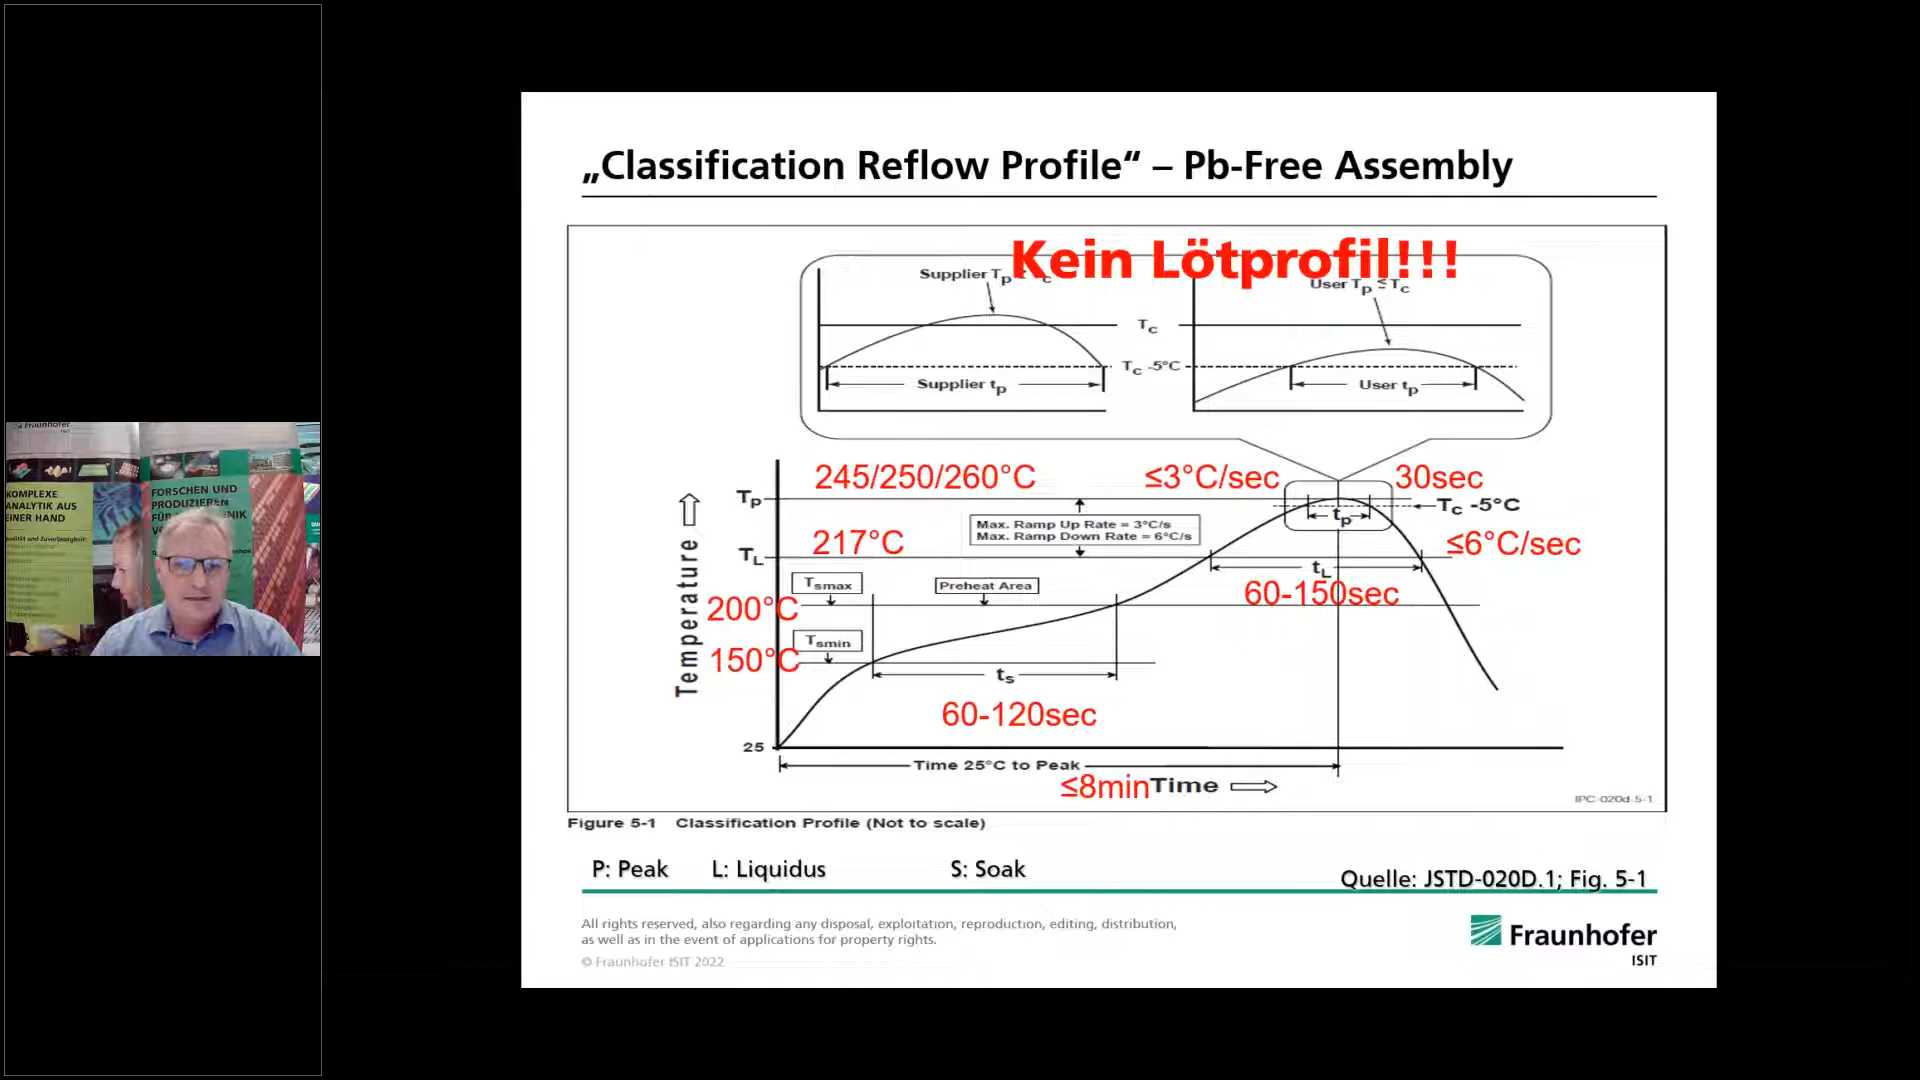 „Classification Reflow Profile“ – Pb-Free Assembly
Kein Lötprofil!!!
Supplier Tp
User Tp ≤ Tc
Tc
Tc -5°C
Supplier tp
User tp
245/250/260°C
≤3°C/sec
30sec
Tp
Tc -5°C
tp
Max. Ramp Up Rate = 3°C/s
Max. Ramp Down Rate = 6°C/s
217°C
≤6°C/sec
TL
tL
Tsmax
Preheat Area
60-150sec
200°C
Temperature
Tsmin
150°C
ts
60-120sec
25
Time 25°C to Peak
≤8min
Time
IPC-020d-5-1
Figure 5-1 Classification Profile (Not to scale)
P: Peak L: Liquidus S: Soak
Quelle: JSTD-020D.1; Fig. 5-1
All rights reserved, also regarding any disposal, exploitation, reproduction, editing, distribution,
as well as in the event of applications for property rights.
© Fraunhofer ISIT 2022
Fraunhofer
ISIT
Fraunhofer
KOMPLEXE
ANALYTIK AUS
EINER HAND
FORSCHEN UND
PRODUZIEREN